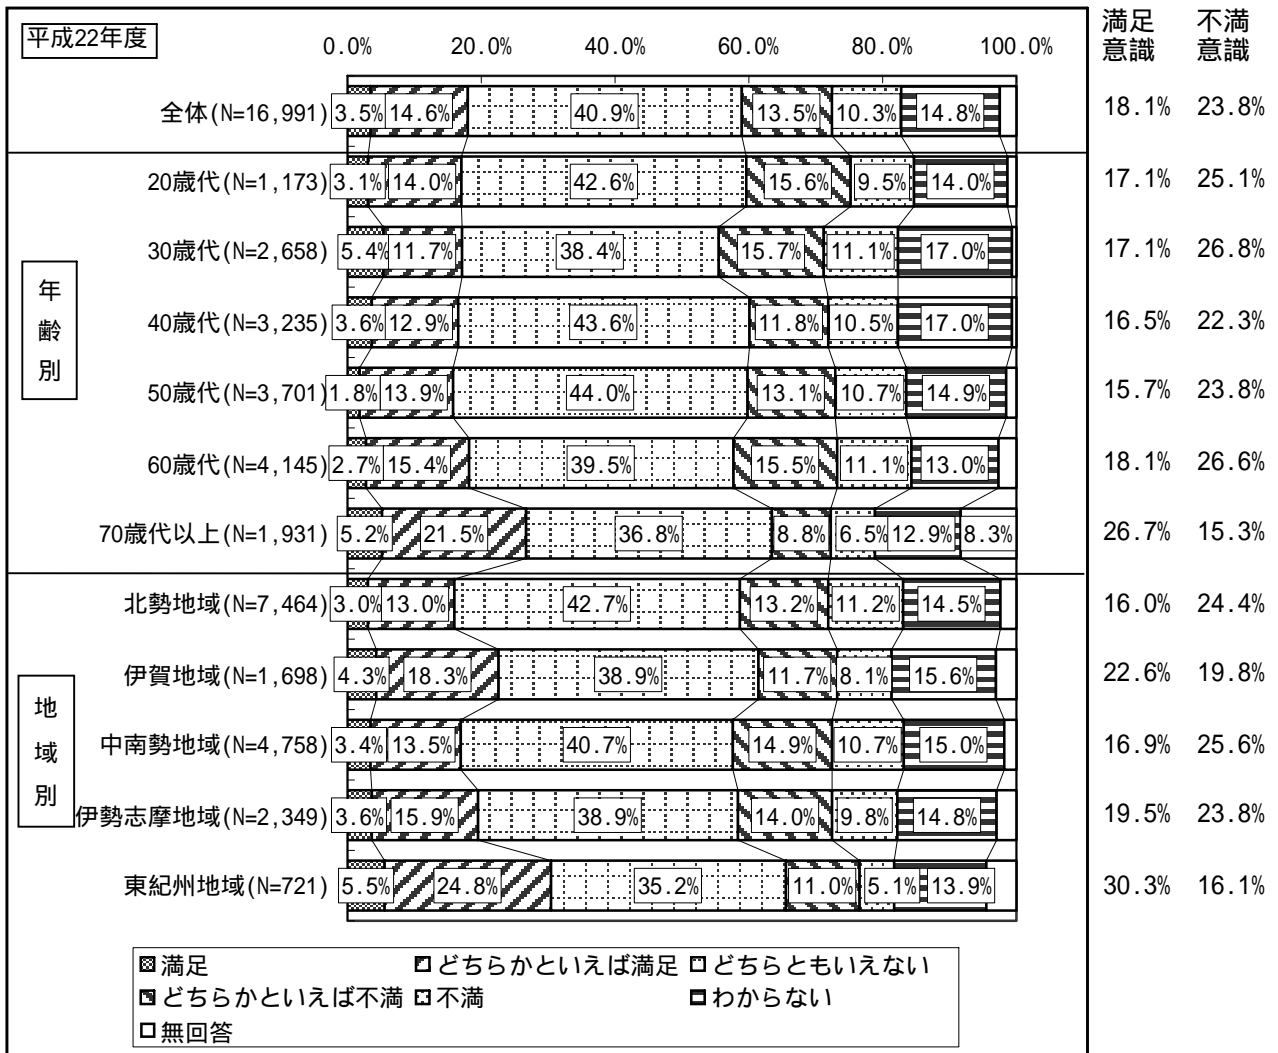 平成22年度
満足意識 不満意識
0.0% 20.0% 40.0% 60.0% 80.0% 100.0%
全体(N=16,991) 3.5% 14.6% 40.9% 13.5% 10.3% 14.8% 18.1% 23.8%
年齢別
20歳代(N=1,173) 3.1% 14.0% 42.6% 15.6% 9.5% 14.0% 17.1% 25.1%
30歳代(N=2,658) 5.4% 11.7% 38.4% 15.7% 11.1% 17.0% 17.1% 26.8%
40歳代(N=3,235) 3.6% 12.9% 43.6% 11.8% 10.5% 17.0% 16.5% 22.3%
50歳代(N=3,701) 1.8% 13.9% 44.0% 13.1% 10.7% 14.9% 15.7% 23.8%
60歳代(N=4,145) 2.7% 15.4% 39.5% 15.5% 11.1% 13.0% 18.1% 26.6%
70歳代以上(N=1,931) 5.2% 21.5% 36.8% 8.8% 6.5% 12.9% 8.3% 26.7% 15.3%
地域別
北勢地域(N=7,464) 3.0% 13.0% 42.7% 13.2% 11.2% 14.5% 16.0% 24.4%
伊賀地域(N=1,698) 4.3% 18.3% 38.9% 11.7% 8.1% 15.6% 22.6% 19.8%
中南勢地域(N=4,758) 3.4% 13.5% 40.7% 14.9% 10.7% 15.0% 16.9% 25.6%
伊勢志摩地域(N=2,349) 3.6% 15.9% 38.9% 14.0% 9.8% 14.8% 19.5% 23.8%
東紀州地域(N=721) 5.5% 24.8% 35.2% 11.0% 5.1% 13.9% 30.3% 16.1%
満足 どちらかといえば満足 どちらともいえない
どちらかといえば不満 不満 わからない
無回答